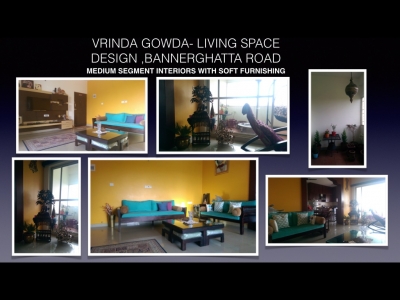 VRINDA GOWDA- LIVING SPACE
DESIGN ,BANNERGHATTA ROAD
MEDIUM SEGMENT INTERIORS WITH SOFT FURNISHING